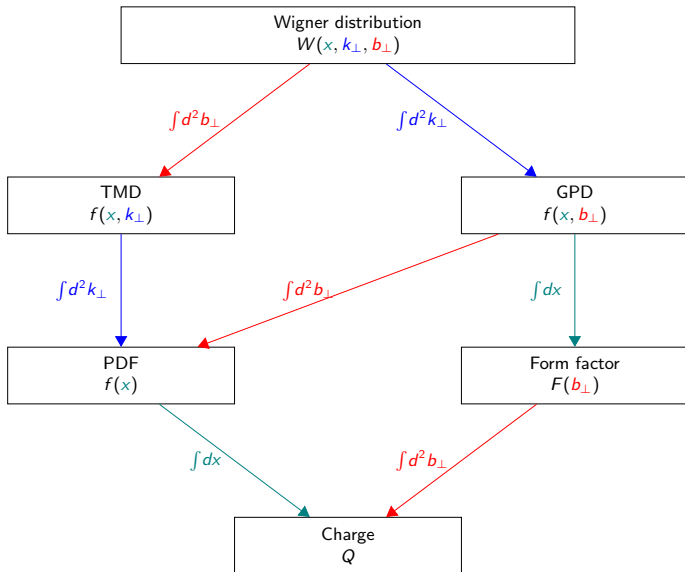 Wigner distribution
W(x, k⊥, b⊥)
∫d²b⊥
∫d²k⊥
TMD
f(x, k⊥)
GPD
f(x, b⊥)
∫d²k⊥
∫d²b⊥
∫dx
PDF
f(x)
Form factor
F(b⊥)
∫dx
∫d²b⊥
Charge
Q